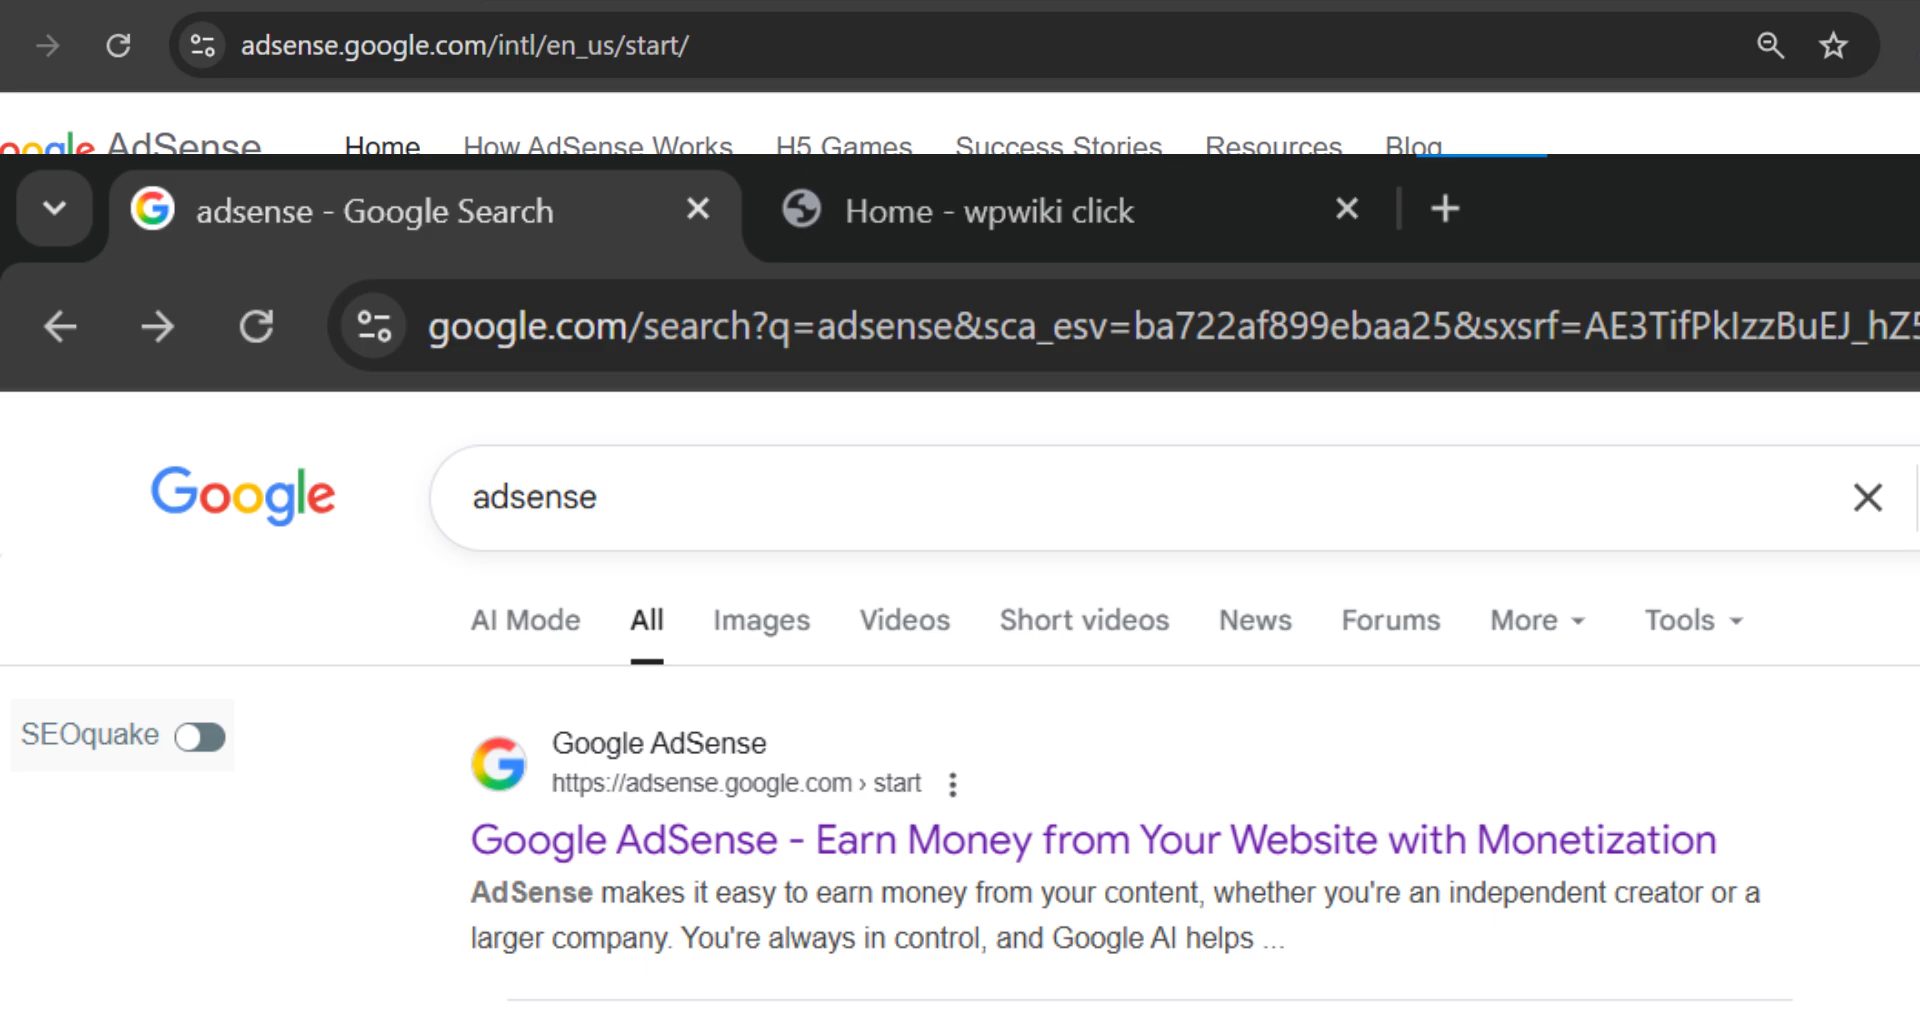 adsense.google.com/intl/en_us/start/
oogle AdSense Home How AdSense Works H5 Games Success Stories Resources Blog
adsense - Google Search Home - wpwiki click
google.com/search?q=adsense&sca_esv=ba722af899ebaa25&sxsrf=AE3TifPkIzzBuEJ_hZ5
Google adsense
AI Mode All Images Videos Short videos News Forums More Tools
SEOquake
Google AdSense
https://adsense.google.com › start
Google AdSense - Earn Money from Your Website with Monetization
AdSense makes it easy to earn money from your content, whether you're an independent creator or a
larger company. You're always in control, and Google AI helps ...